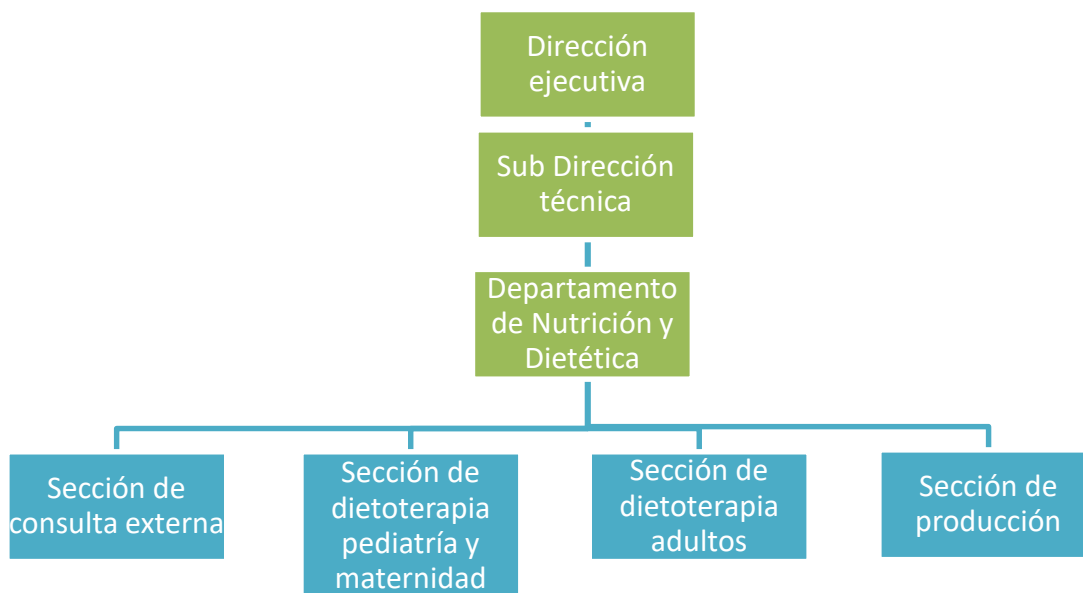 Dirección
ejecutiva
Sub Dirección
técnica
Departamento
de Nutrición y
Dietética
Sección de
consulta externa
Sección de
dietoterapia
pediatría y
maternidad
Sección de
dietoterapia
adultos
Sección de
producción